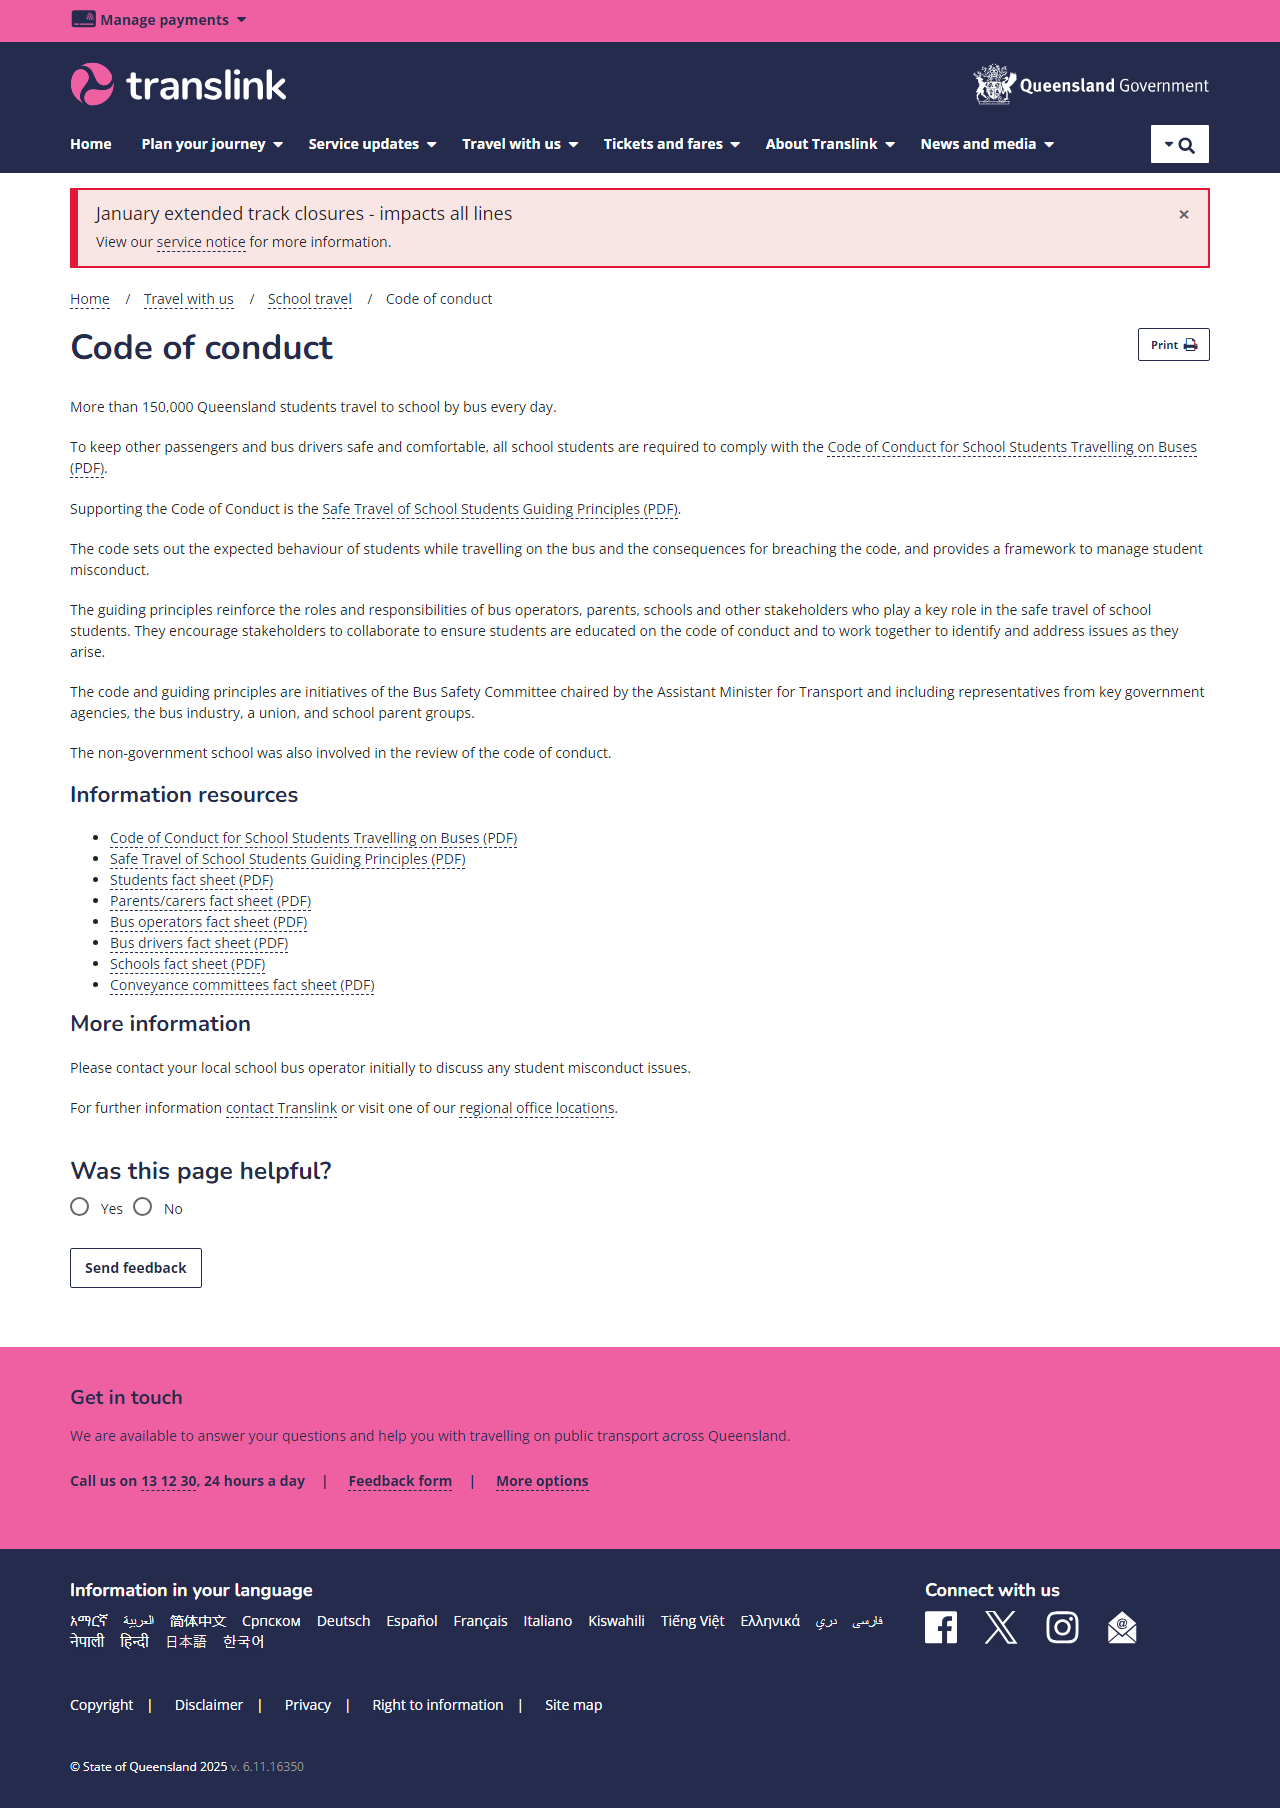 Manage payments
translink
Queensland Government
Home Plan your journey Service updates Travel with us Tickets and fares About Translink News and media
January extended track closures - impacts all lines
×
View our service notice for more information.
Home / Travel with us / School travel / Code of conduct
Code of conduct
Print
More than 150,000 Queensland students travel to school by bus every day.
To keep other passengers and bus drivers safe and comfortable, all school students are required to comply with the Code of Conduct for School Students Travelling on Buses
(PDF).
Supporting the Code of Conduct is the Safe Travel of School Students Guiding Principles (PDF).
The code sets out the expected behaviour of students while travelling on the bus and the consequences for breaching the code, and provides a framework to manage student
misconduct.
The guiding principles reinforce the roles and responsibilities of bus operators, parents, schools and other stakeholders who play a key role in the safe travel of school
students. They encourage stakeholders to collaborate to ensure students are educated on the code of conduct and to work together to identify and address issues as they
arise.
The code and guiding principles are initiatives of the Bus Safety Committee chaired by the Assistant Minister for Transport and including representatives from key government
agencies, the bus industry, a union, and school parent groups.
The non-government school was also involved in the review of the code of conduct.
Information resources
• Code of Conduct for School Students Travelling on Buses (PDF)
• Safe Travel of School Students Guiding Principles (PDF)
• Students fact sheet (PDF)
• Parents/carers fact sheet (PDF)
• Bus operators fact sheet (PDF)
• Bus drivers fact sheet (PDF)
• Schools fact sheet (PDF)
• Conveyance committees fact sheet (PDF)
More information
Please contact your local school bus operator initially to discuss any student misconduct issues.
For further information contact Translink or visit one of our regional office locations.
Was this page helpful?
Yes No
Send feedback
Get in touch
We are available to answer your questions and help you with travelling on public transport across Queensland.
Call us on 13 12 30, 24 hours a day | Feedback form | More options
Information in your language
አማርኛ العربية 简体中文 Српском Deutsch Español Français Italiano Kiswahili Tiếng Việt Ελληνικά دری فارسی
नेपाली हिन्दी 日本語 한국어
Connect with us
Copyright | Disclaimer | Privacy | Right to information | Site map
© State of Queensland 2025 v. 6.11.16350